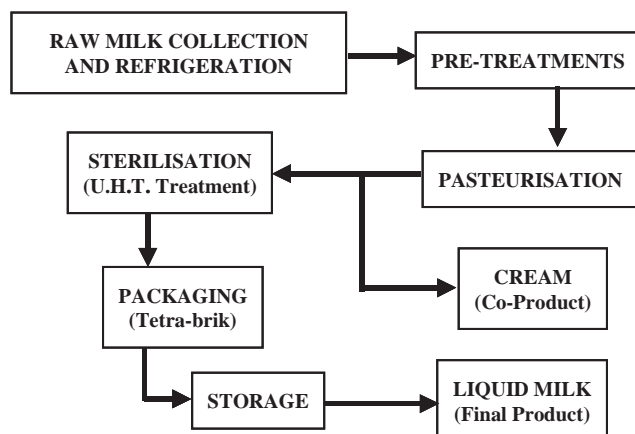 RAW MILK COLLECTION
AND REFRIGERATION
PRE-TREATMENTS
STERILISATION
(U.H.T. Treatment)
PASTEURISATION
PACKAGING
(Tetra-brik)
CREAM
(Co-Product)
STORAGE
LIQUID MILK
(Final Product)